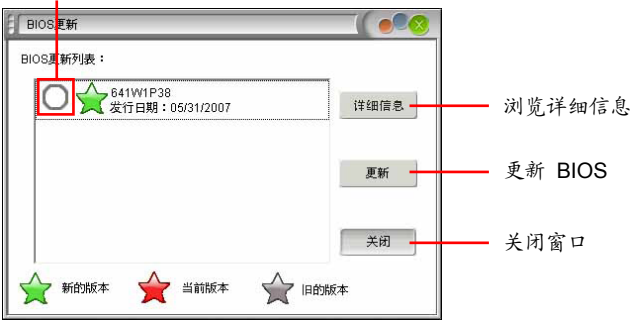 BIOS更新
BIOS更新列表：
641W1P38
发行日期：05/31/2007
详细信息
浏览详细信息
更新
更新 BIOS
关闭
关闭窗口
新的版本
当前版本
旧的版本